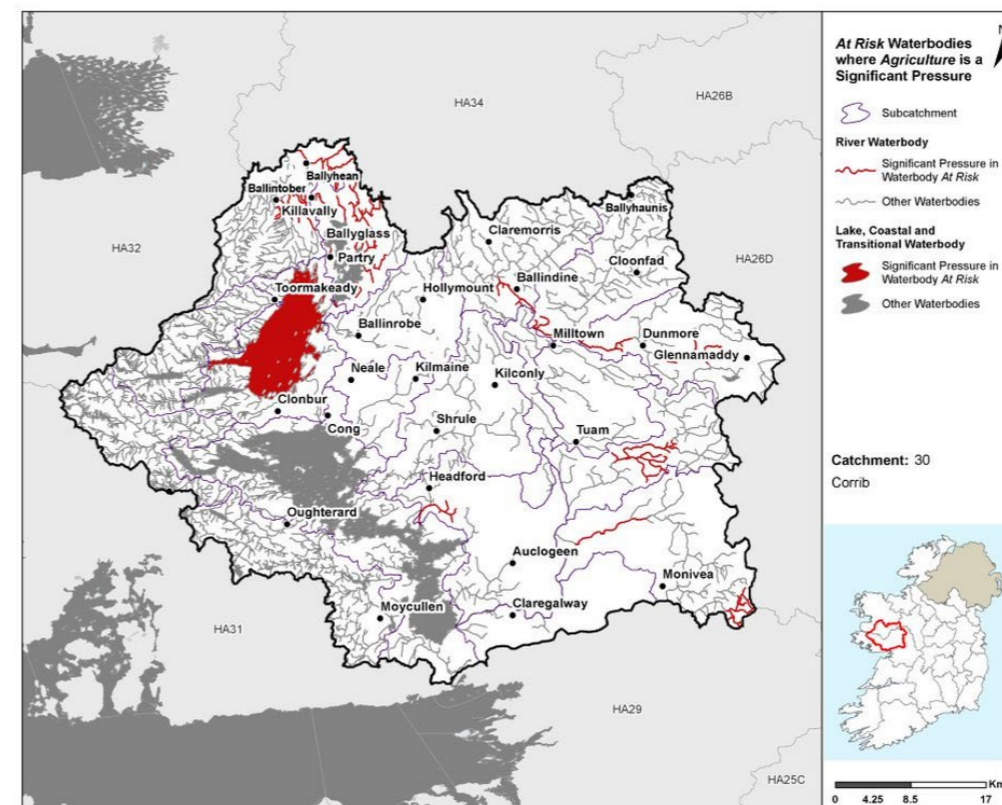 HA34
HA26B
Ballyhean
Ballintober
Killavally
Ballyhaunis
Ballyglass
Claremorris
HA32
Partry
Cloonfad
HA26D
Toormakeady
Hollymount
Ballindine
Ballinrobe
Milltown
Dunmore
Glennamaddy
Neale
Kilmaine
Kilconly
Clonbur
Cong
Shrule
Tuam
Headford
Oughterard
Auclogeen
Monivea
Moycullen
Claregalway
HA31
HA29
HA25C
N
At Risk Waterbodies
where Agriculture is a
Significant Pressure
Subcatchment
River Waterbody
Significant Pressure in
Waterbody At Risk
Other Waterbodies
Lake, Coastal and
Transitional Waterbody
Significant Pressure in
Waterbody At Risk
Other Waterbodies
Catchment: 30
Corrib
Km
0 4.25 8.5 17